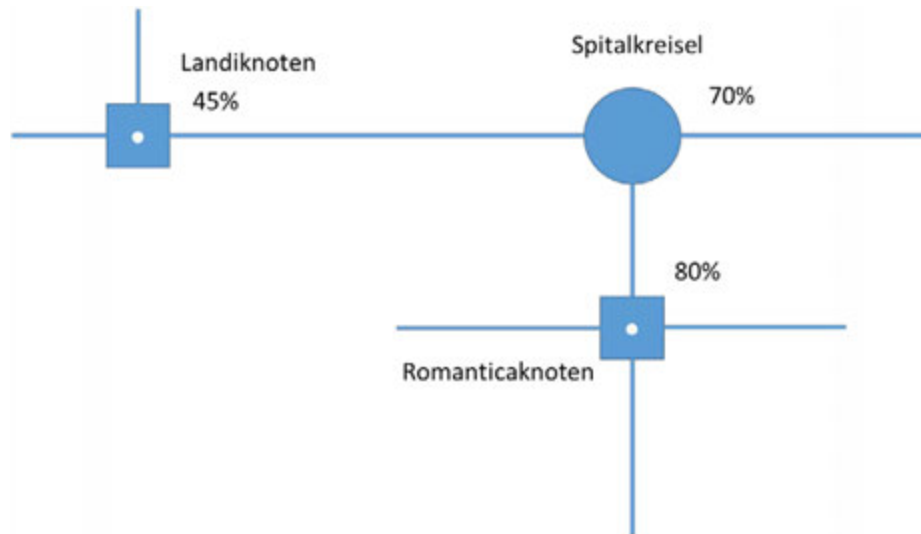 Landiknoten
45%
Spitalkreisel
70%
80%
Romanticaknoten